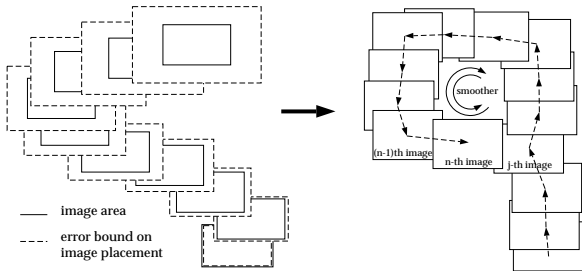 smoother
(n-1)th image
n-th image
j-th image
image area
error bound on
image placement